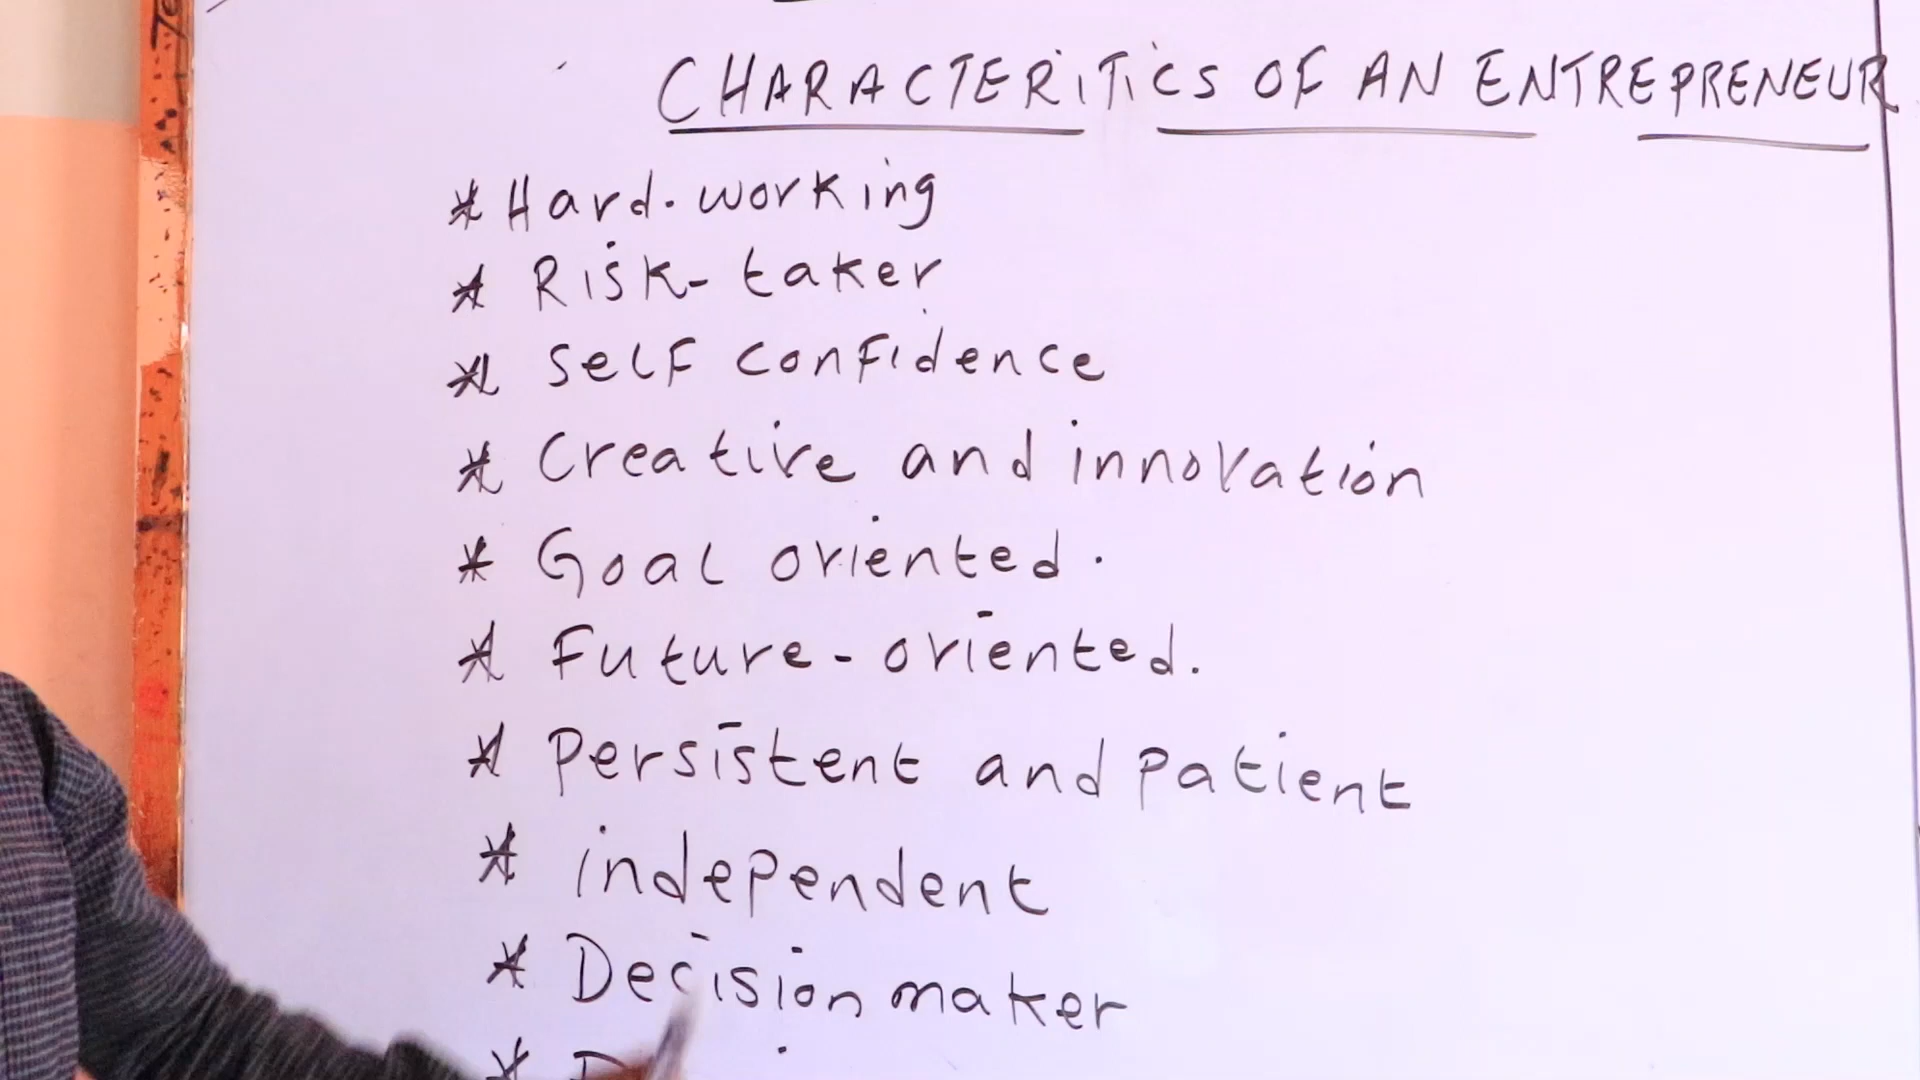 CHARACTERITICS OF AN ENTREPRENEUR
* Hard-working
* Risk-taker
* Self confidence
* Creative and innovation
* Goal oriented.
* Future-oriented.
* Persistent and patient
* independent
* Decision maker
*